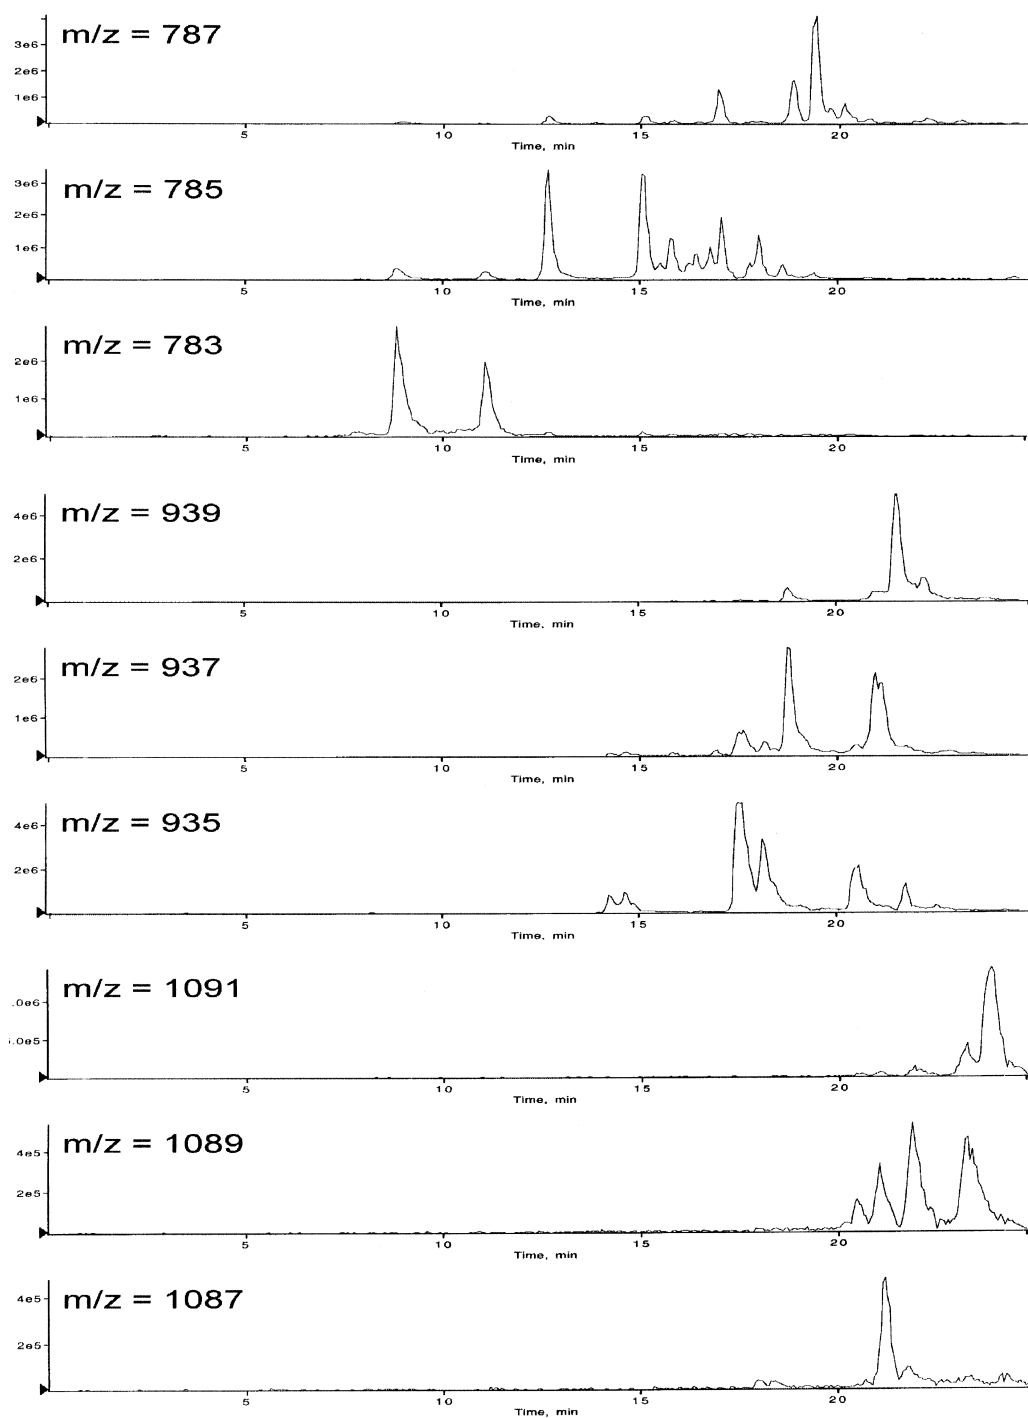 m/z = 787
3e6
2e6
1e6
5 10 15 20
Time, min
m/z = 785
3e6
2e6
1e6
5 10 15 20
Time, min
m/z = 783
2e6
1e6
5 10 15 20
Time, min
m/z = 939
4e6
2e6
5 10 15 20
Time, min
m/z = 937
2e6
1e6
5 10 15 20
Time, min
m/z = 935
4e6
2e6
5 10 15 20
Time, min
m/z = 1091
.0e6
.0e5
5 10 15 20
Time, min
m/z = 1089
4e5
2e5
5 10 15 20
Time, min
m/z = 1087
4e5
2e5
5 10 15 20
Time, min